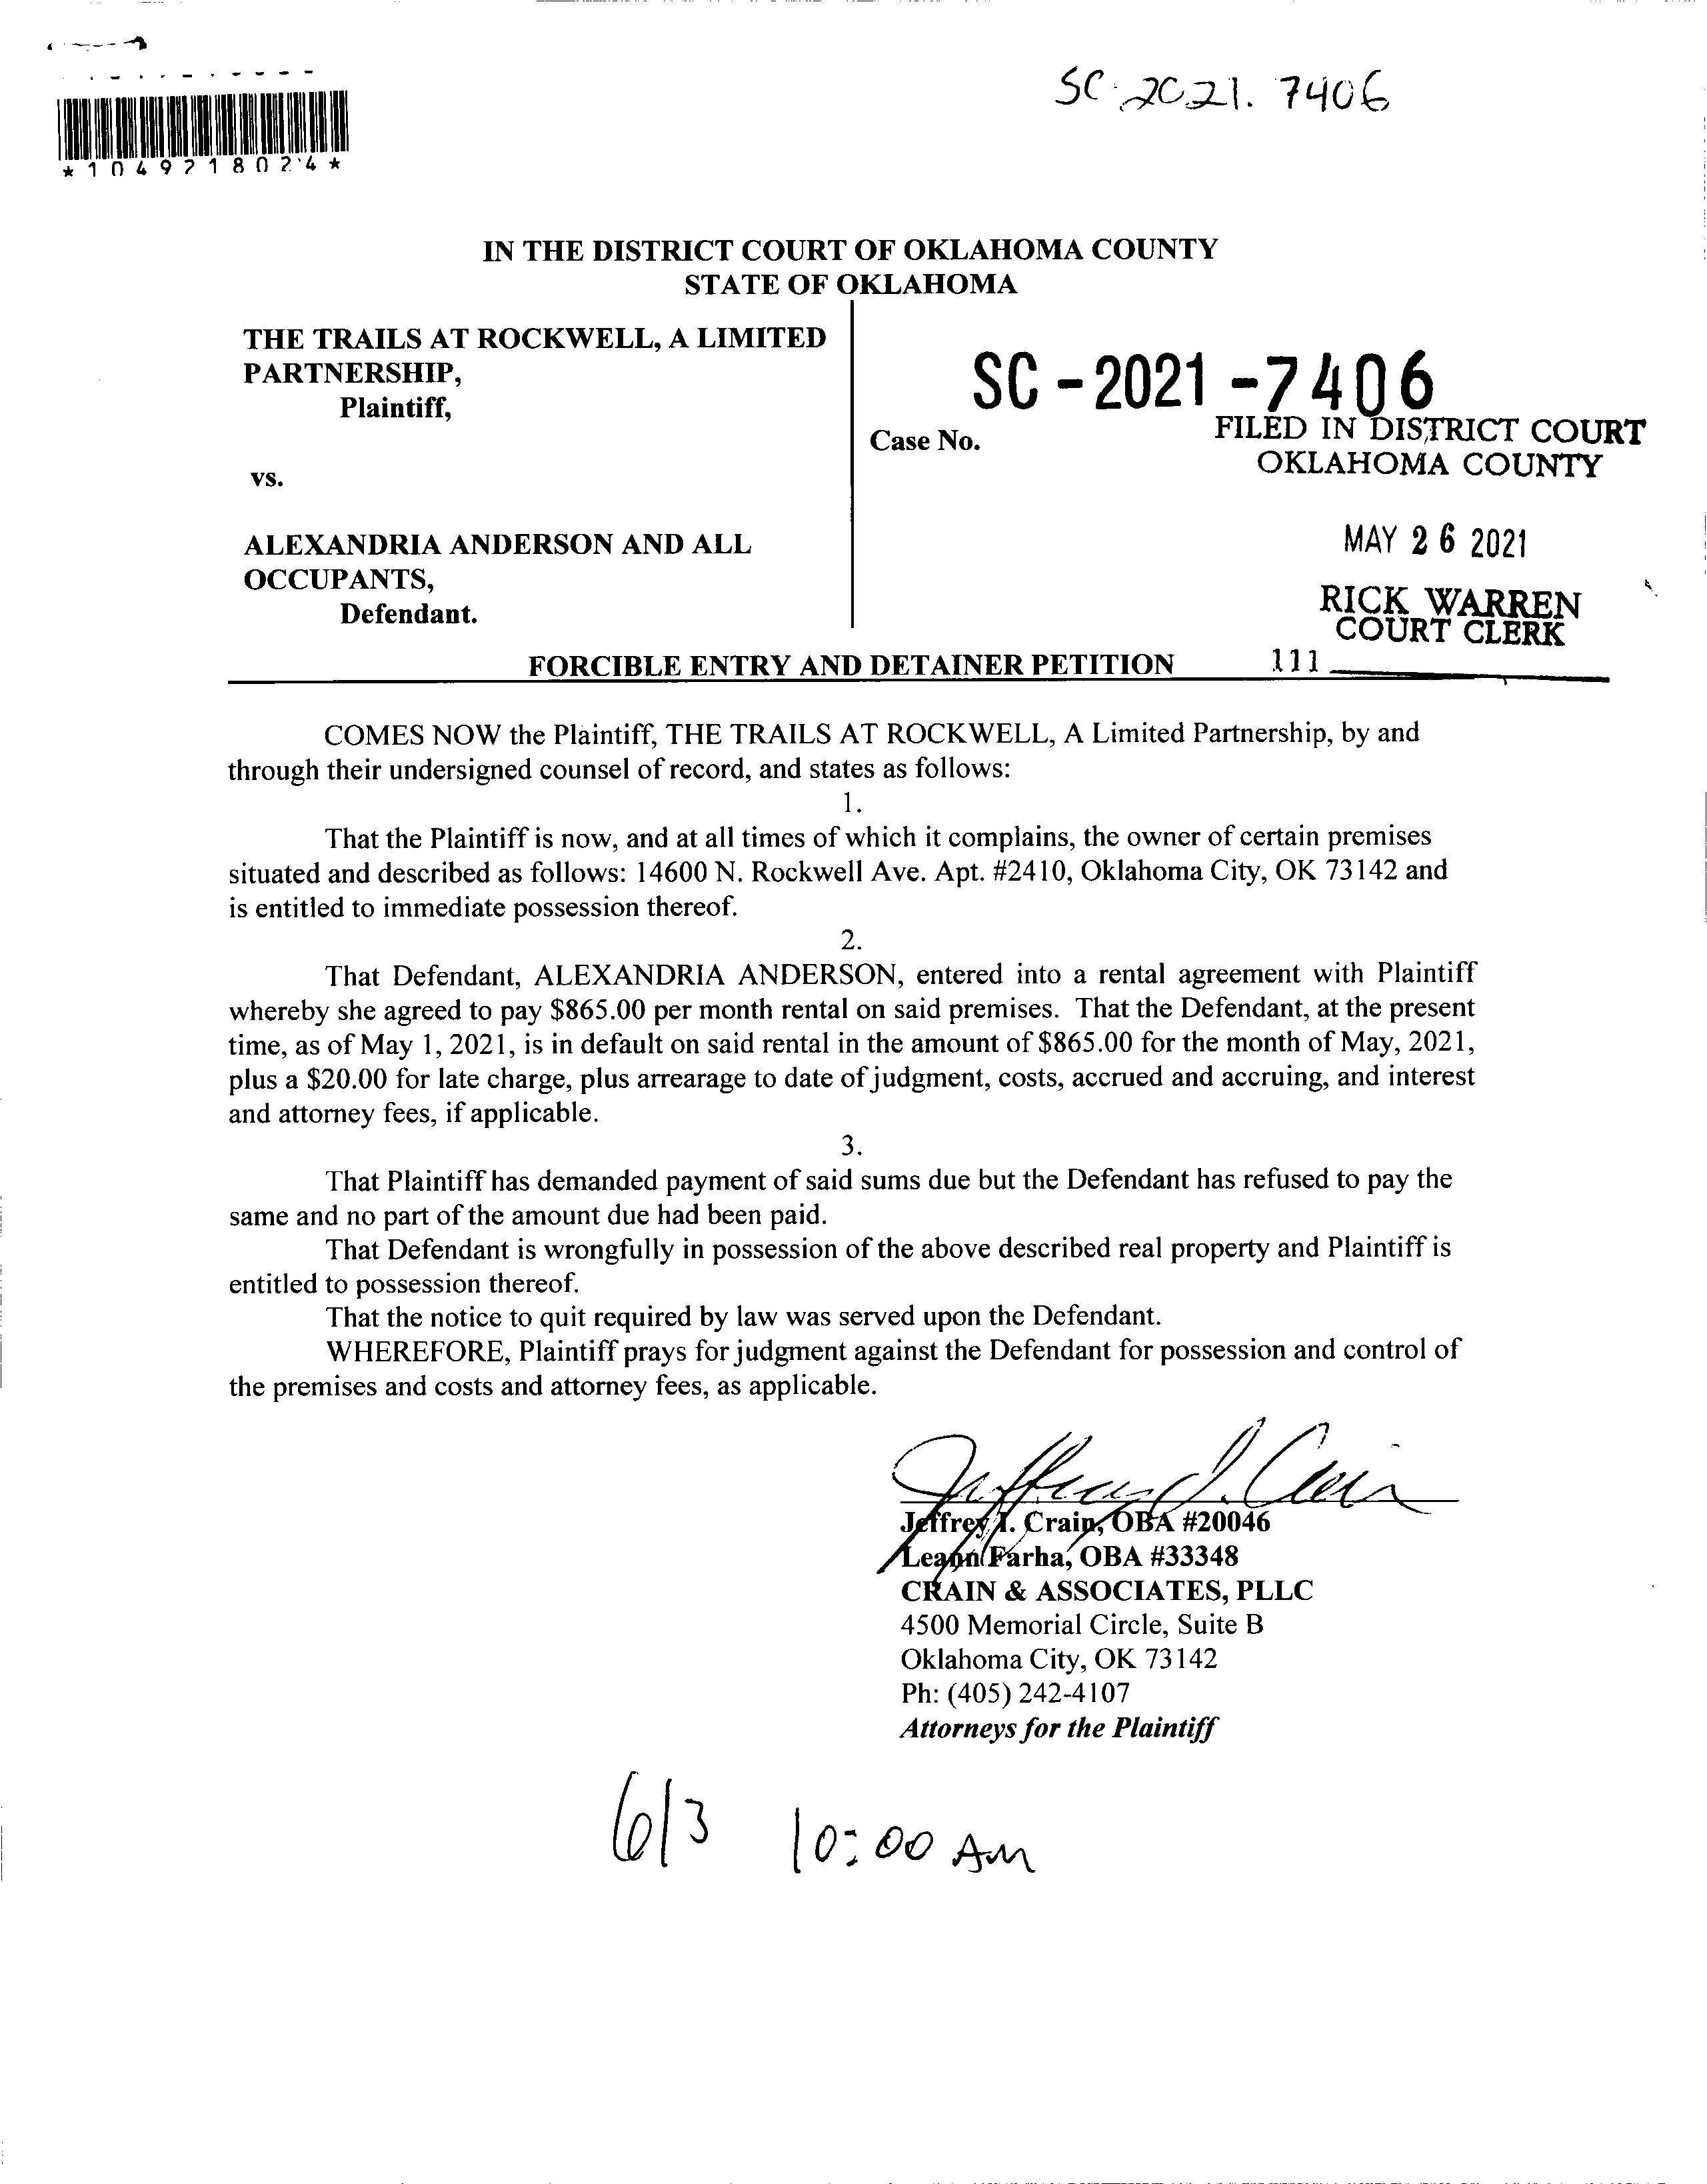 SC-2021. 7406
*1049218024*
IN THE DISTRICT COURT OF OKLAHOMA COUNTY
STATE OF OKLAHOMA
THE TRAILS AT ROCKWELL, A LIMITED
PARTNERSHIP,
Plaintiff,
SC-2021-7406
Case No.
FILED IN DISTRICT COURT
OKLAHOMA COUNTY
vs.
ALEXANDRIA ANDERSON AND ALL
OCCUPANTS,
Defendant.
MAY 26 2021
RICK WARREN
COURT CLERK
111
FORCIBLE ENTRY AND DETAINER PETITION
COMES NOW the Plaintiff, THE TRAILS AT ROCKWELL, A Limited Partnership, by and
through their undersigned counsel of record, and states as follows:
1.
That the Plaintiff is now, and at all times of which it complains, the owner of certain premises
situated and described as follows: 14600 N. Rockwell Ave. Apt. #2410, Oklahoma City, OK 73142 and
is entitled to immediate possession thereof.
2.
That Defendant, ALEXANDRIA ANDERSON, entered into a rental agreement with Plaintiff
whereby she agreed to pay $865.00 per month rental on said premises. That the Defendant, at the present
time, as of May 1, 2021, is in default on said rental in the amount of $865.00 for the month of May, 2021,
plus a $20.00 for late charge, plus arrearage to date of judgment, costs, accrued and accruing, and interest
and attorney fees, if applicable.
3.
That Plaintiff has demanded payment of said sums due but the Defendant has refused to pay the
same and no part of the amount due had been paid.
That Defendant is wrongfully in possession of the above described real property and Plaintiff is
entitled to possession thereof.
That the notice to quit required by law was served upon the Defendant.
WHEREFORE, Plaintiff prays for judgment against the Defendant for possession and control of
the premises and costs and attorney fees, as applicable.
Jeffrey I. Crain
Jeffrey I. Crain, OBA #20046
Leann Farha, OBA #33348
CRAIN & ASSOCIATES, PLLC
4500 Memorial Circle, Suite B
Oklahoma City, OK 73142
Ph: (405) 242-4107
Attorneys for the Plaintiff
6/3 10:00 AM